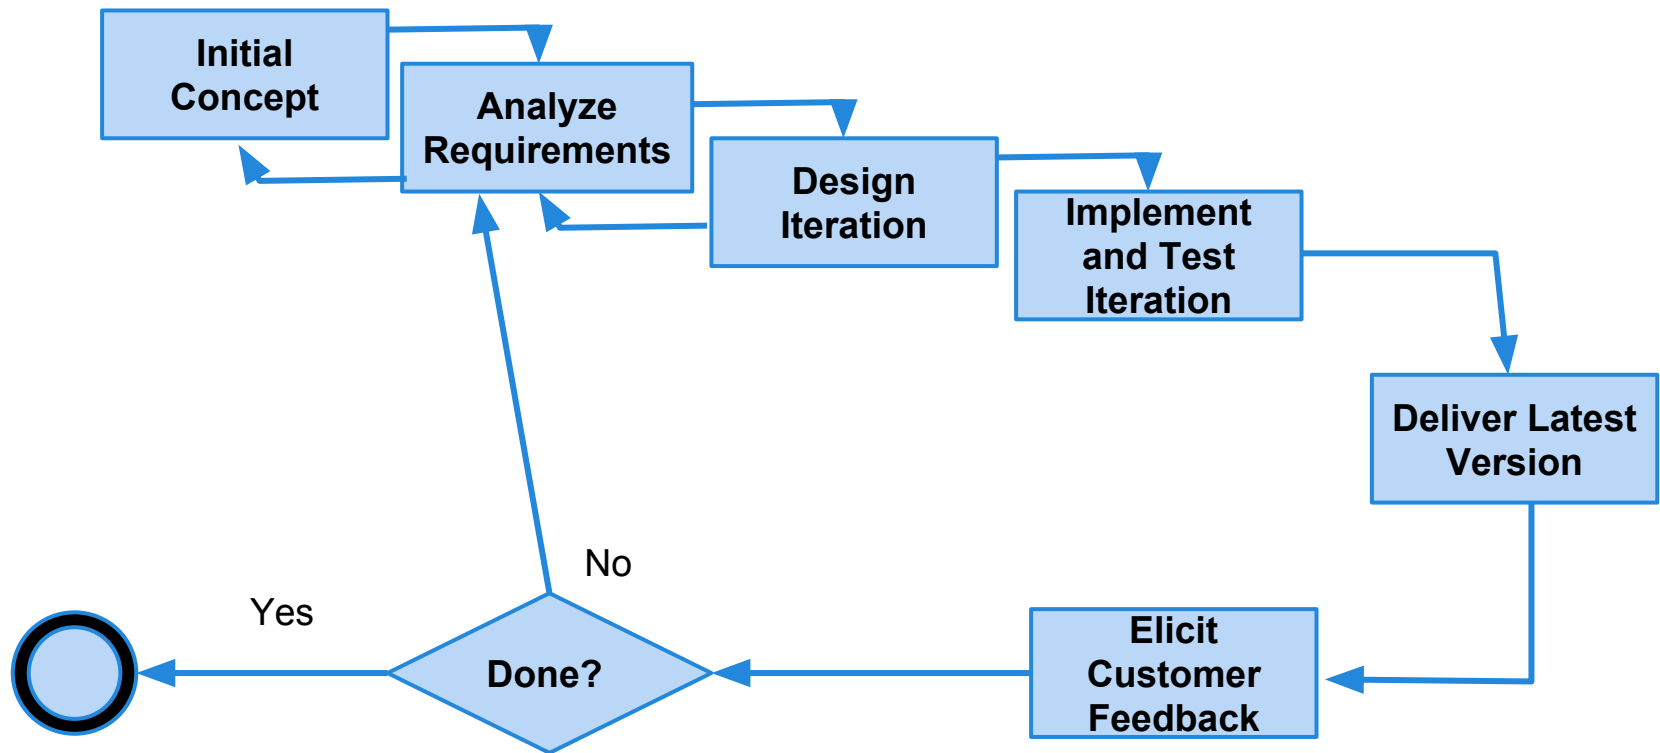 Initial
Concept
Analyze
Requirements
Design
Iteration
Implement
and Test
Iteration
Deliver Latest
Version
Elicit
Customer
Feedback
Done?
No
Yes